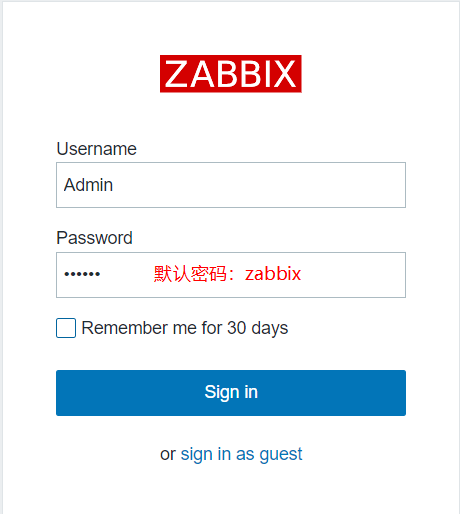 ZABBIX
Username
Admin
Password
•••••• 默认密码：zabbix
Remember me for 30 days
Sign in
or sign in as guest